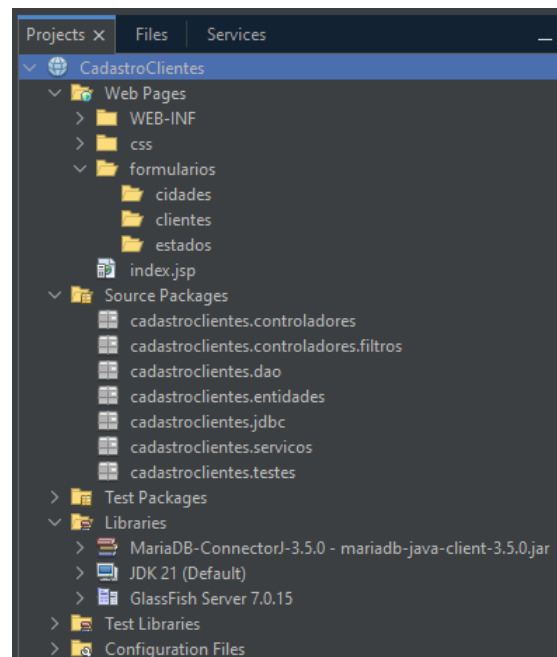 Projects × Files Services
CadastroClientes
Web Pages
WEB-INF
css
formularios
cidades
clientes
estados
index.jsp
Source Packages
cadastroclientes.controladores
cadastroclientes.controladores.filtros
cadastroclientes.dao
cadastroclientes.entidades
cadastroclientes.jdbc
cadastroclientes.servicos
cadastroclientes.testes
Test Packages
Libraries
MariaDB-ConnectorJ-3.5.0 - mariadb-java-client-3.5.0.jar
JDK 21 (Default)
GlassFish Server 7.0.15
Test Libraries
Configuration Files